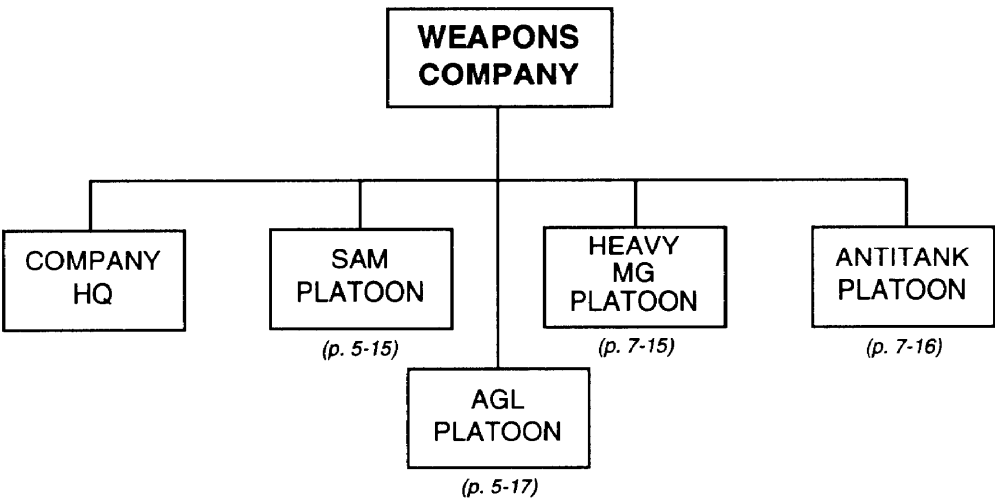 WEAPONS
COMPANY
COMPANY
HQ
SAM
PLATOON
(p. 5-15)
HEAVY
MG
PLATOON
(p. 7-15)
ANTITANK
PLATOON
(p. 7-16)
AGL
PLATOON
(p. 5-17)